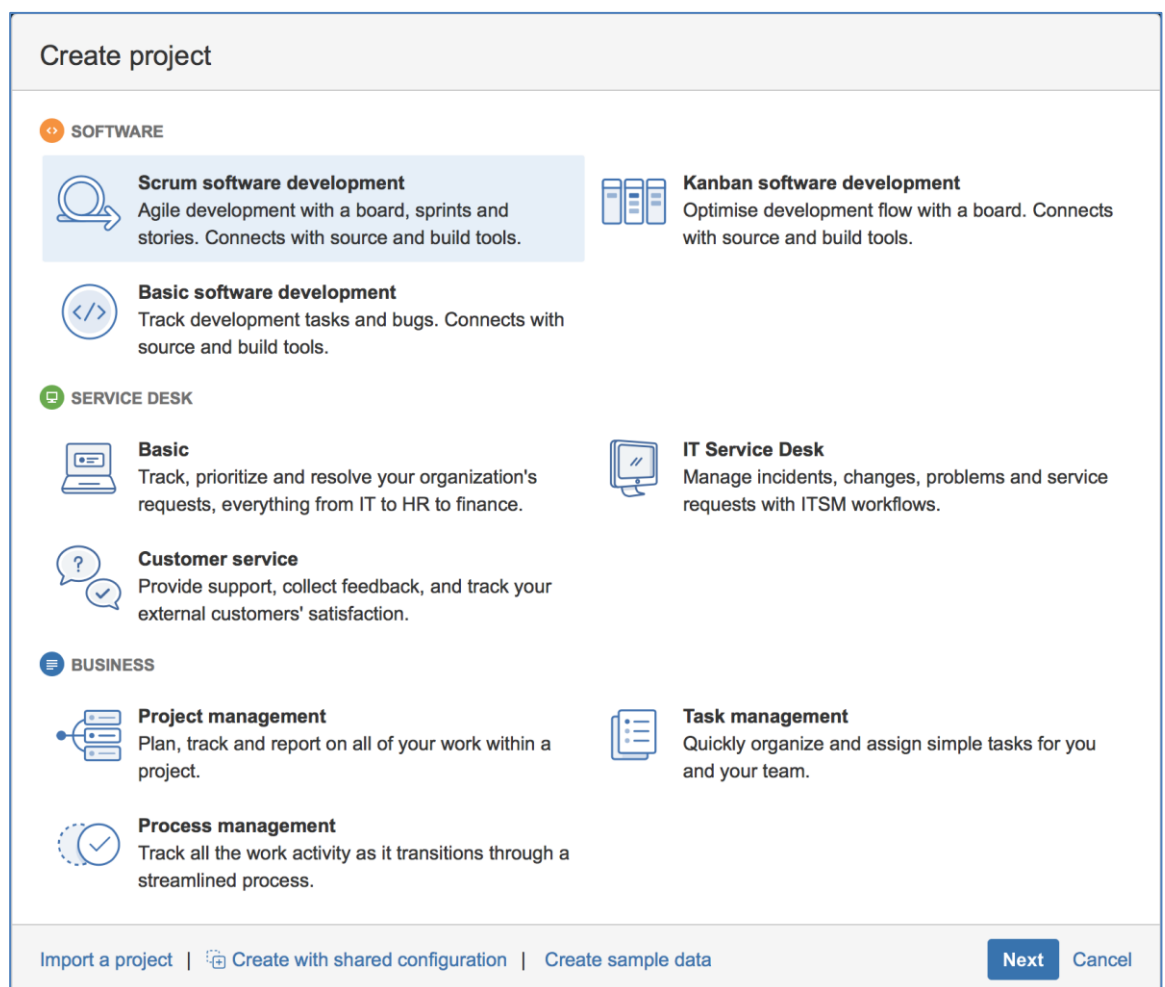 Create project
SOFTWARE
Scrum software development
Agile development with a board, sprints and
stories. Connects with source and build tools.
Kanban software development
Optimise development flow with a board. Connects
with source and build tools.
Basic software development
Track development tasks and bugs. Connects with
source and build tools.
SERVICE DESK
Basic
Track, prioritize and resolve your organization's
requests, everything from IT to HR to finance.
IT Service Desk
Manage incidents, changes, problems and service
requests with ITSM workflows.
Customer service
Provide support, collect feedback, and track your
external customers' satisfaction.
BUSINESS
Project management
Plan, track and report on all of your work within a
project.
Task management
Quickly organize and assign simple tasks for you
and your team.
Process management
Track all the work activity as it transitions through a
streamlined process.
Import a project | Create with shared configuration | Create sample data
Next Cancel